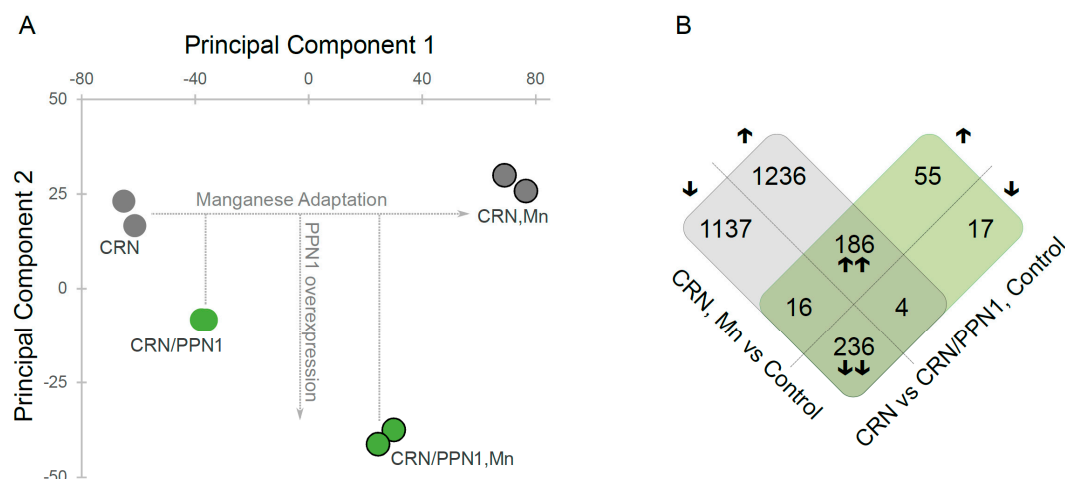 A
Principal Component 1
-80 -40 0 40 80
50
25
0
-25
-50
Principal Component 2
Manganese Adaptation
PPN1 overexpression
CRN
CRN,Mn
CRN/PPN1
CRN/PPN1,Mn
B
↑ ↑
↓ 1236 55 ↓
1137 186 17
↑↑
16 4
236
↓↓
CRN, Mn vs Control
CRN vs CRN/PPN1, Control